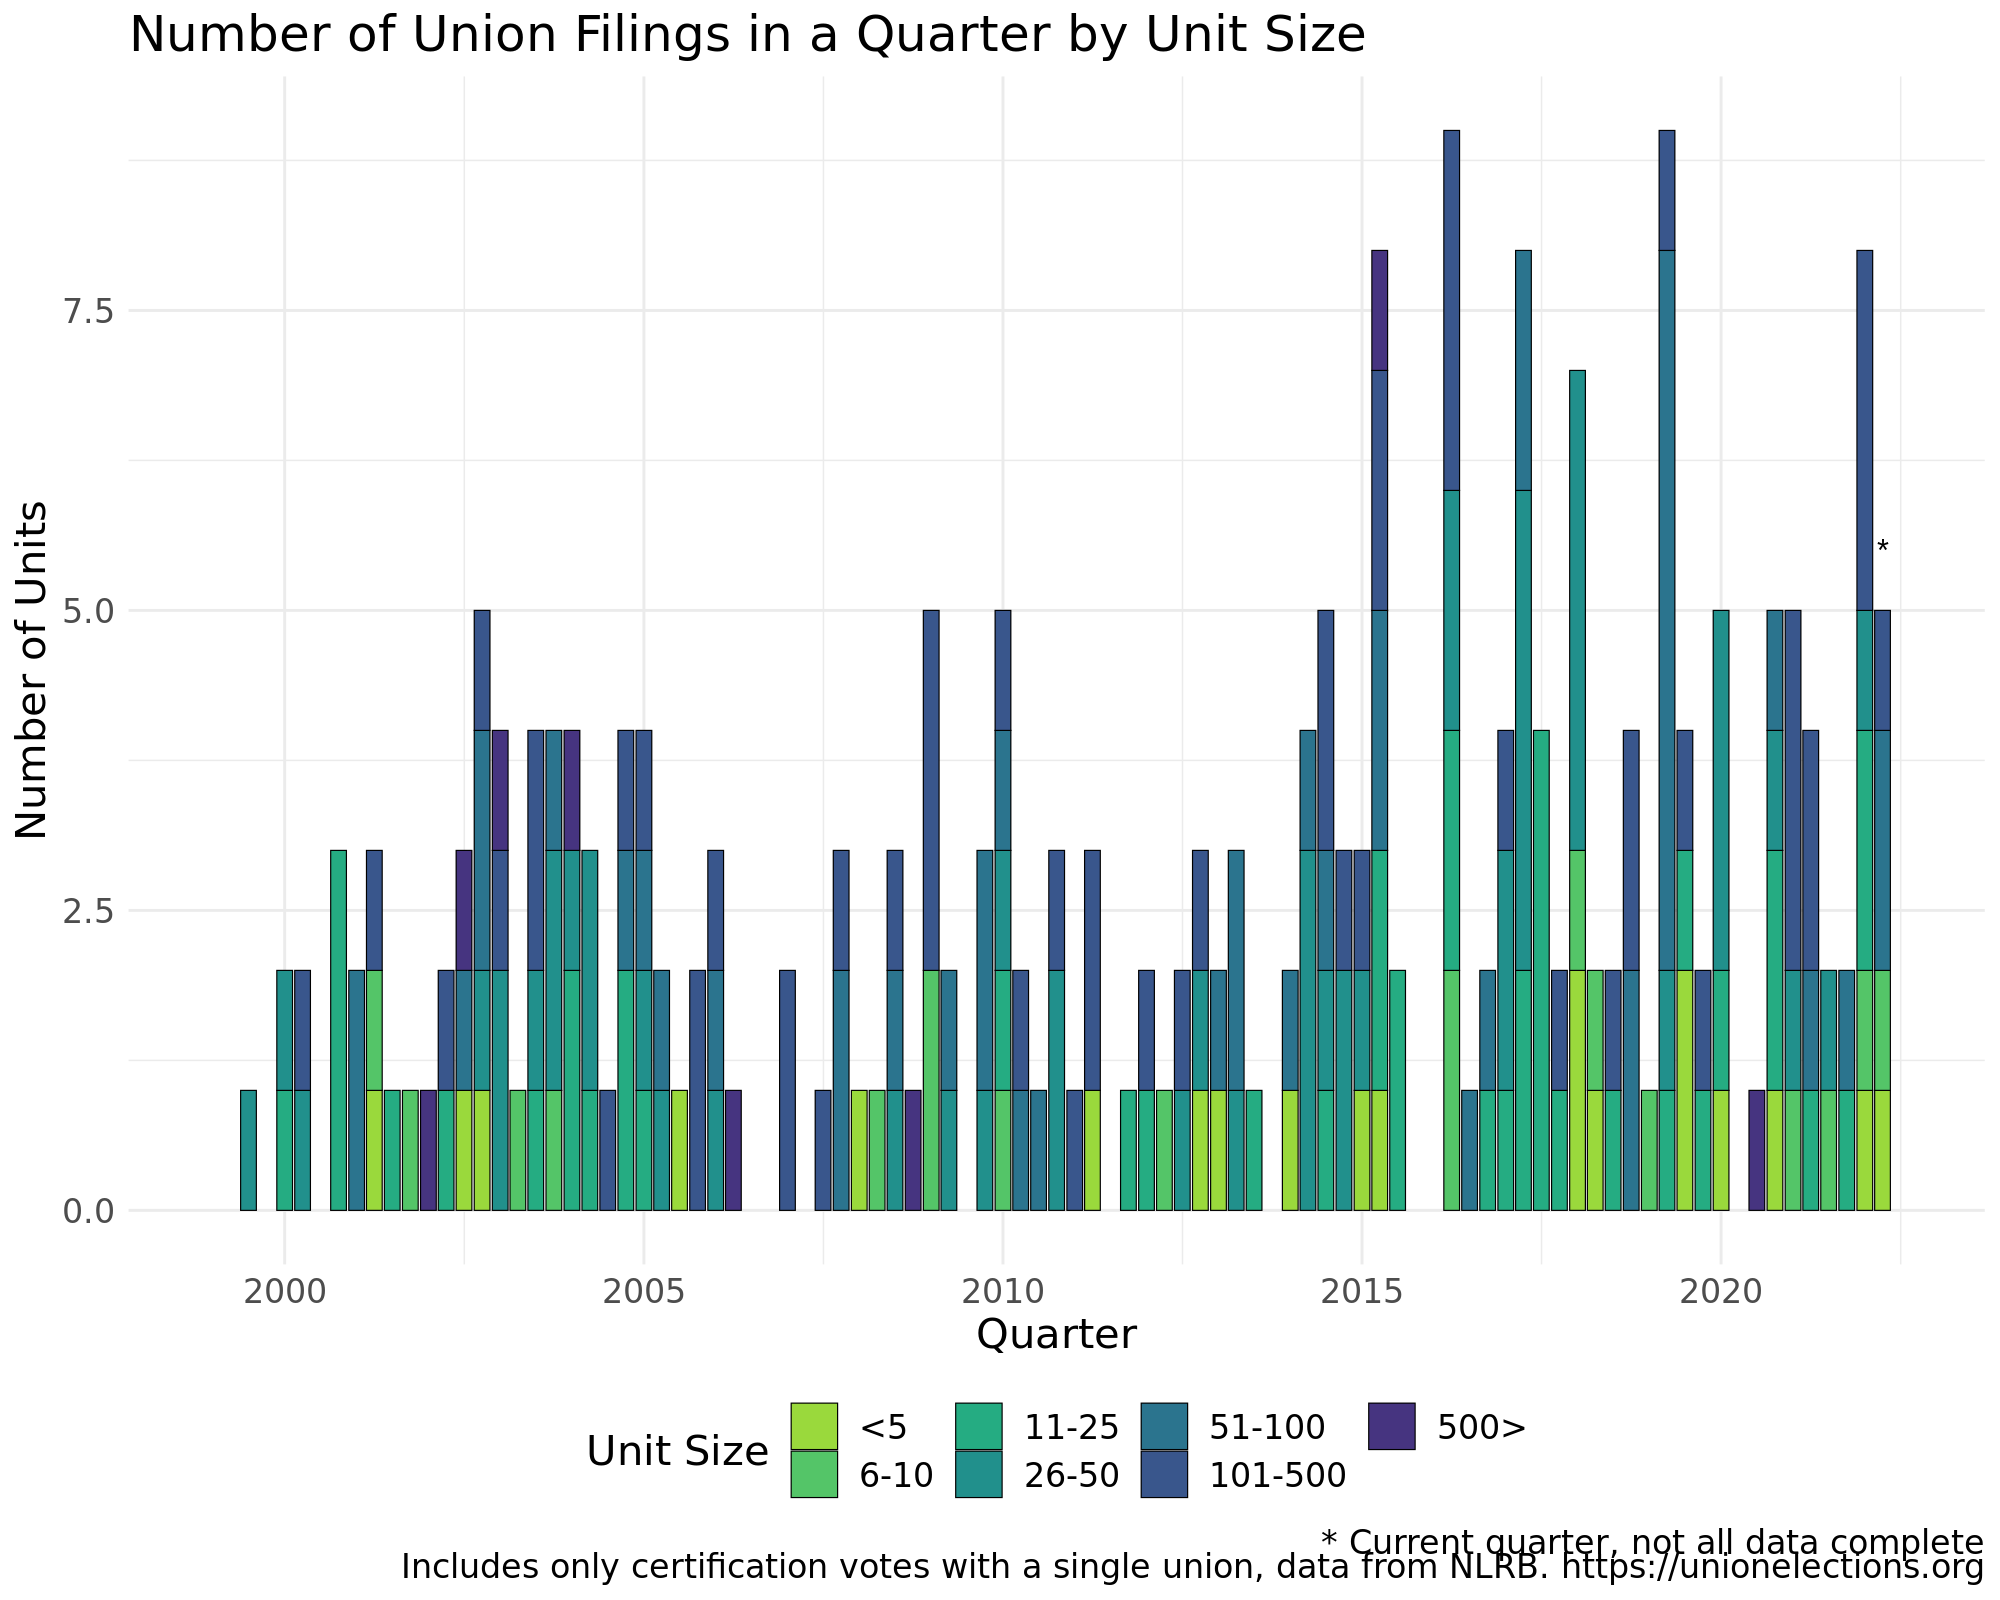 Number of Union Filings in a Quarter by Unit Size
Number of Units
7.5
5.0
2.5
0.0
*
2000 2005 2010 2015 2020
Quarter
Unit Size
<5 11-25 51-100 500>
6-10 26-50 101-500
* Current quarter, not all data complete
Includes only certification votes with a single union, data from NLRB. https://unionelections.org